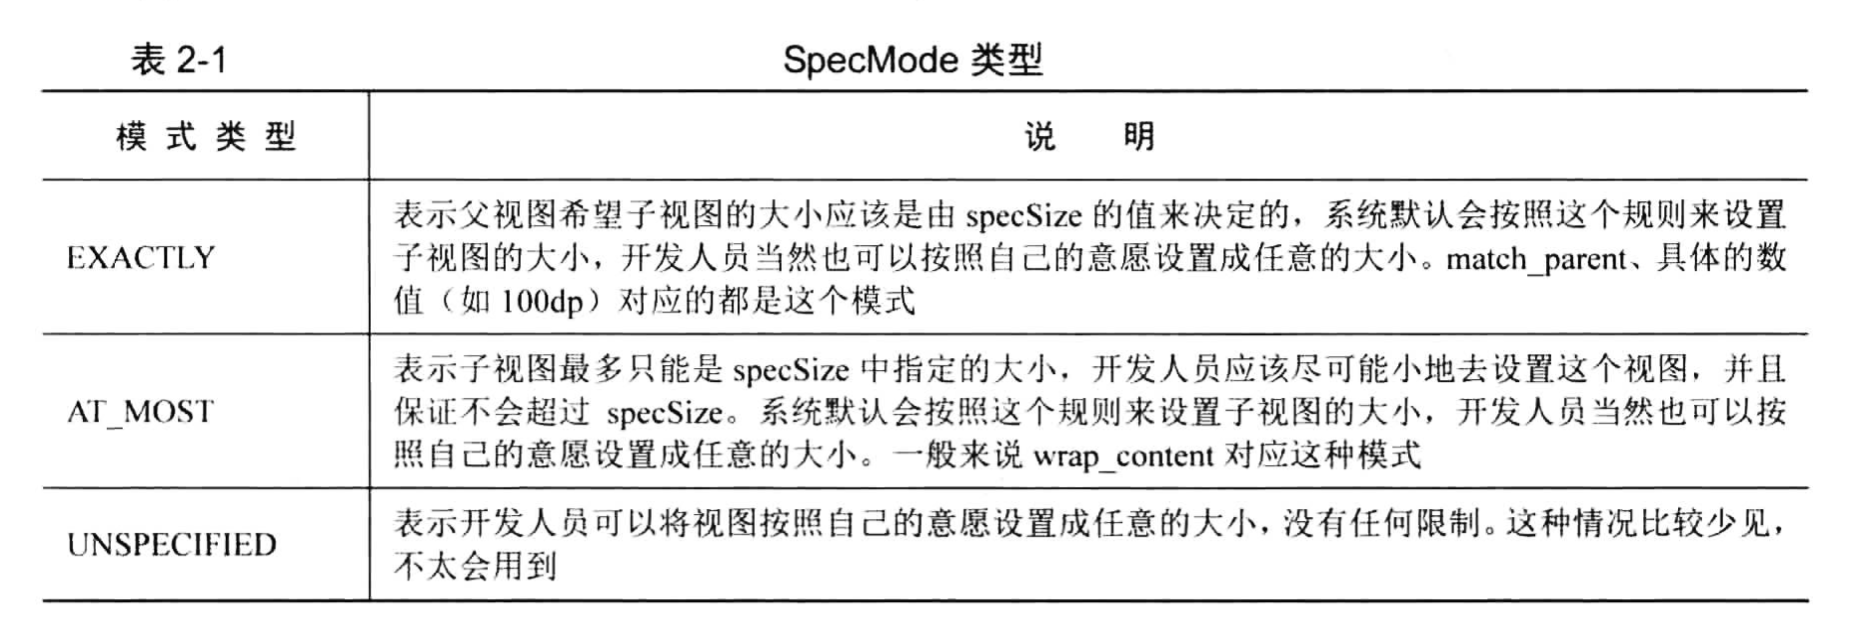 表 2-1 SpecMode 类型
模 式 类 型 说 明
表示父视图希望子视图的大小应该是由 specSize 的值来决定的，系统默认会按照这个规则来设置
EXACTLY 子视图的大小，开发人员当然也可以按照自己的意愿设置成任意的大小。match_parent、具体的数
值（如 100dp）对应的都是这个模式
表示子视图最多只能是 specSize 中指定的大小，开发人员应该尽可能小地去设置这个视图，并且
AT_MOST 保证不会超过 specSize。系统默认会按照这个规则来设置子视图的大小，开发人员当然也可以按
照自己的意愿设置成任意的大小。一般来说 wrap_content 对应这种模式
UNSPECIFIED 表示开发人员可以将视图按照自己的意愿设置成任意的大小，没有任何限制。这种情况比较少见，
不太会用到